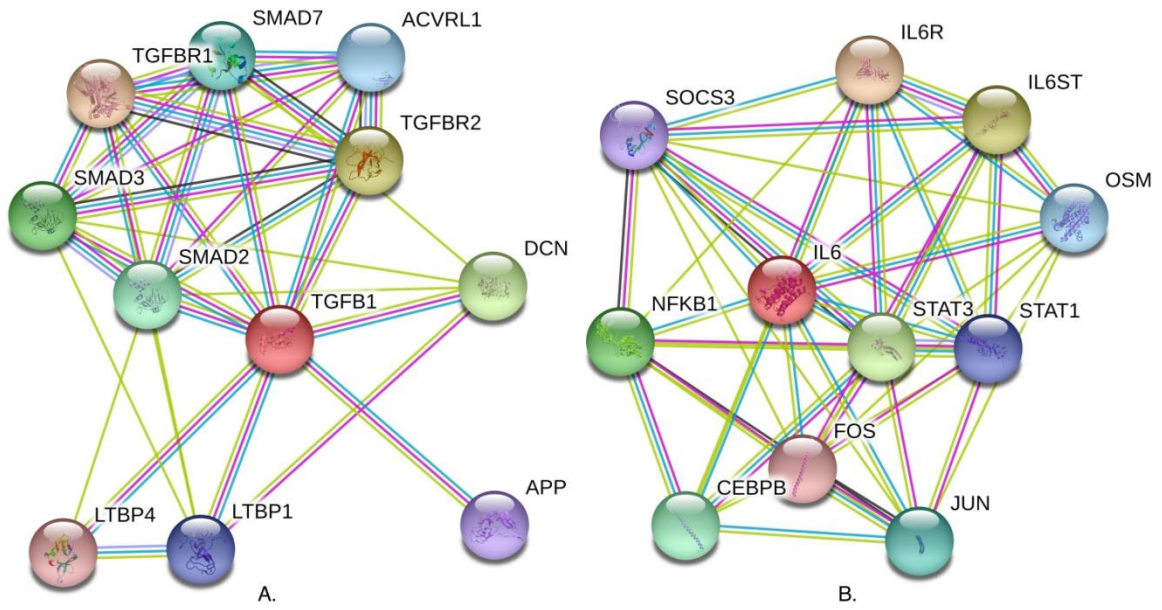 SMAD7
ACVRL1
TGFBR1
TGFBR2
SMAD3
SMAD2
DCN
TGFB1
LTBP4
LTBP1
APP
A.
IL6R
IL6ST
SOCS3
OSM
IL6
NFKB1
STAT3
STAT1
FOS
CEBPB
JUN
B.